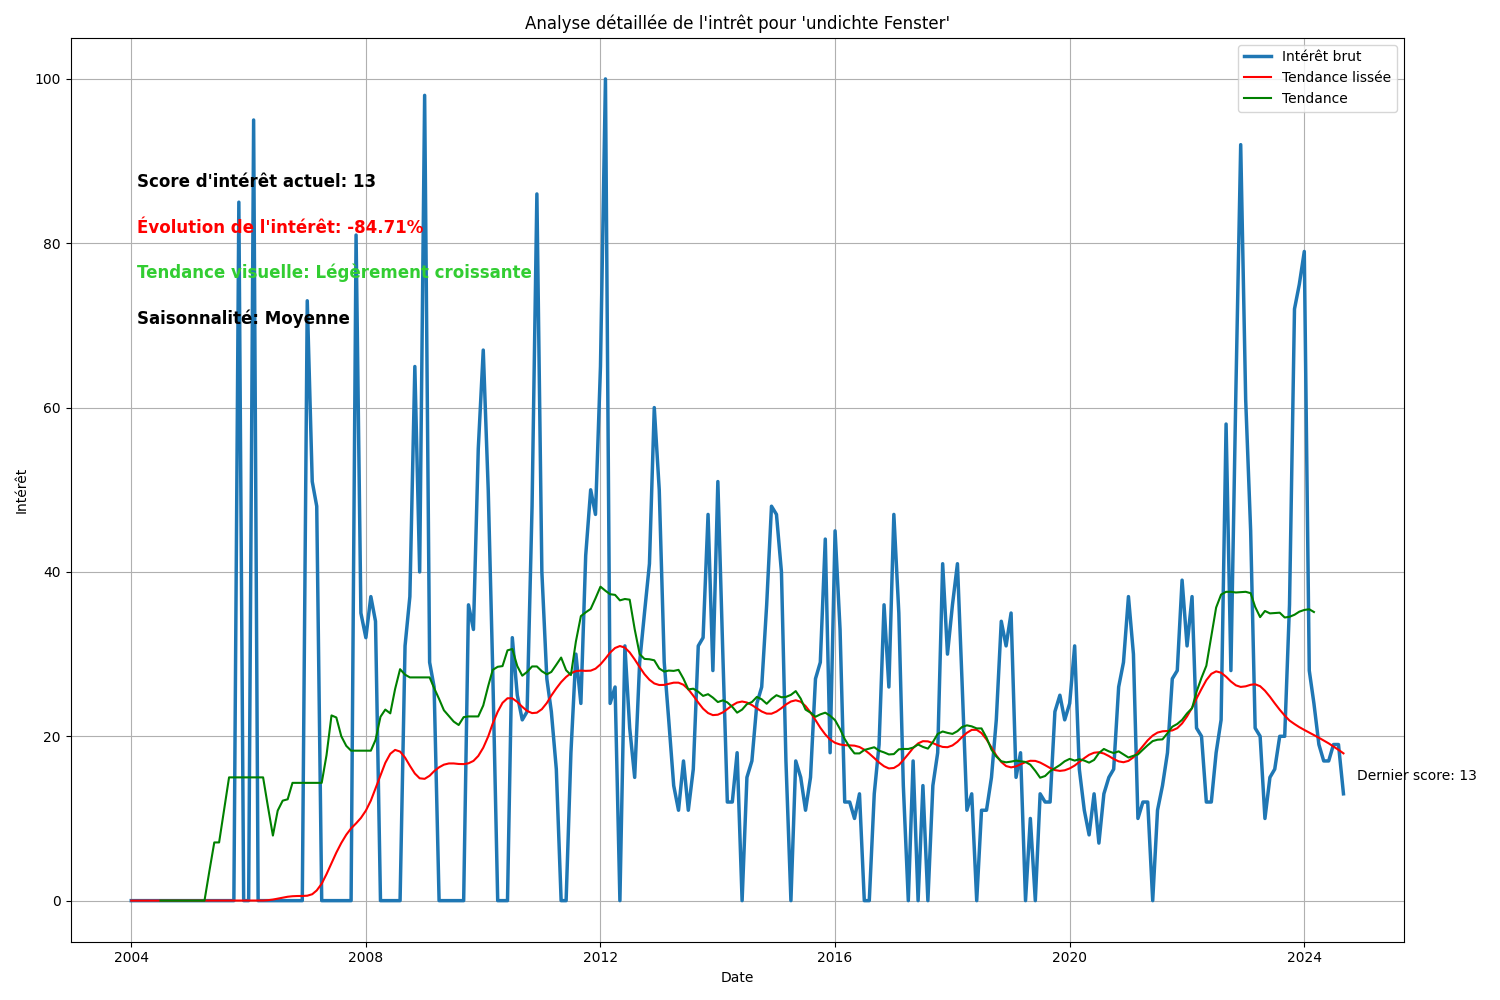 Analyse détaillée de l'intrêt pour 'undichte Fenster'
Intérêt brut
Tendance lissée
Tendance
Score d'intérêt actuel: 13
Évolution de l'intérêt: -84.71%
Tendance visuelle: Légèrement croissante
Saisonnalité: Moyenne
Dernier score: 13
Intérêt
100
80
60
40
20
0
2004 2008 2012 2016 2020 2024
Date